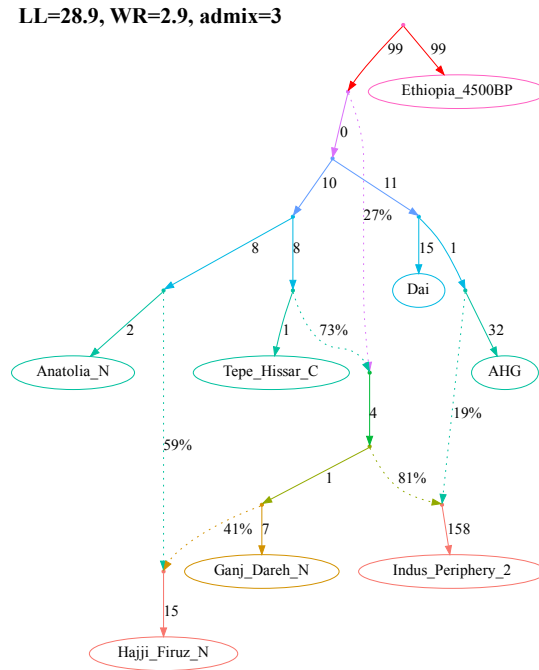 LL=28.9, WR=2.9, admix=3
99
99
Ethiopia_4500BP
0
10
11
27%
8
8
15
1
Dai
2
1
73%
32
Anatolia_N
Tepe_Hissar_C
AHG
4
59%
19%
1
81%
41%
7
158
Ganj_Dareh_N
Indus_Periphery_2
15
Hajji_Firuz_N